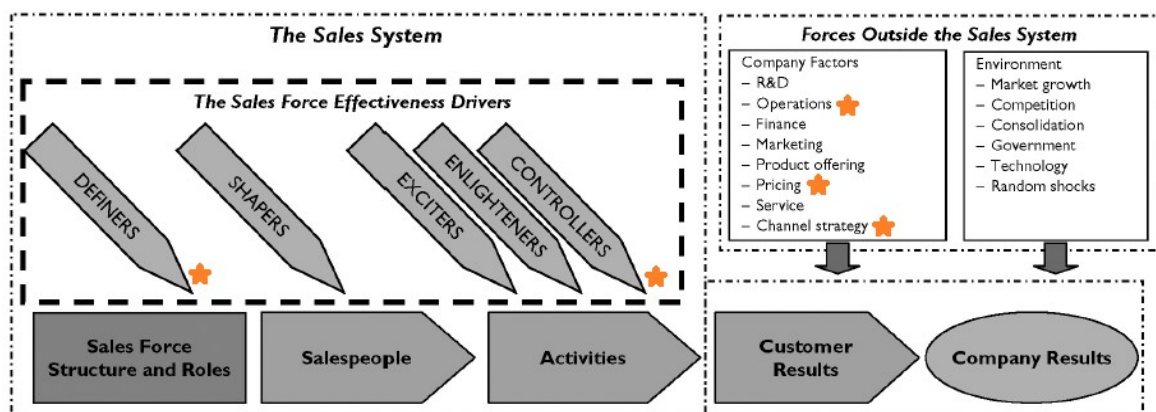 The Sales System
The Sales Force Effectiveness Drivers
DEFINERS
SHAPERS
EXCITERS
ENLIGHTENERS
CONTROLLERS
Sales Force
Structure and Roles
Salespeople
Activities
Forces Outside the Sales System
Company Factors
– R&D
– Operations
– Finance
– Marketing
– Product offering
– Pricing
– Service
– Channel strategy
Environment
– Market growth
– Competition
– Consolidation
– Government
– Technology
– Random shocks
Customer
Results
Company Results